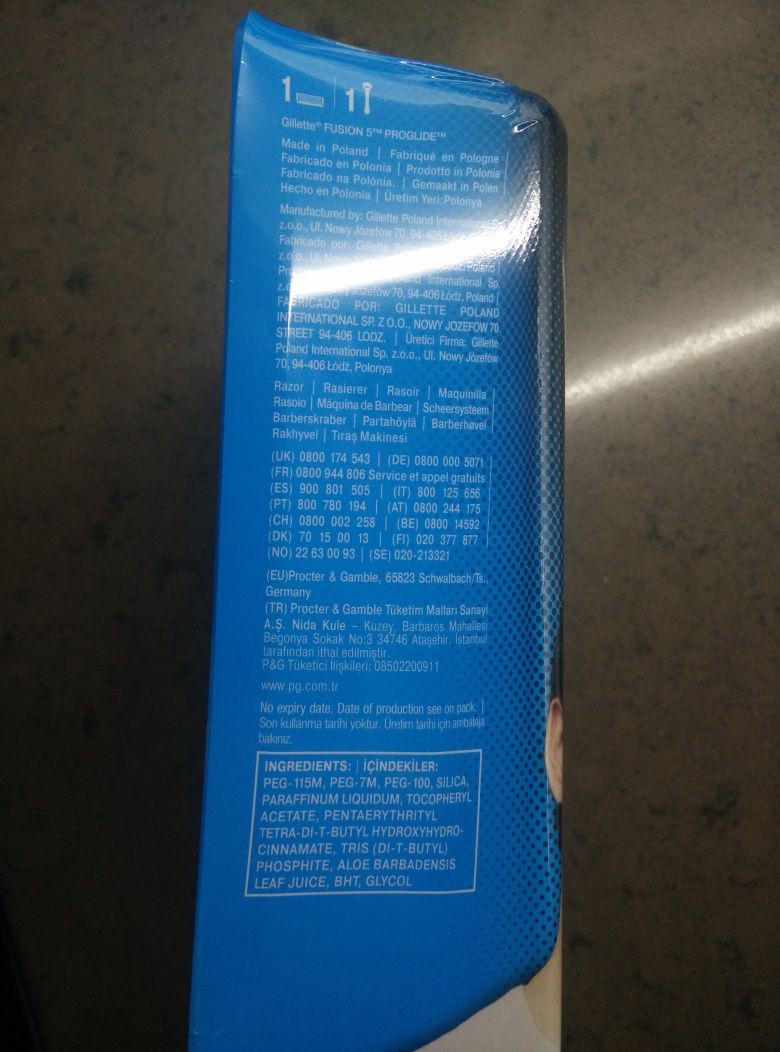 1 | 1
Gillette® FUSION 5™ PROGLIDE™
Made in Poland | Fabriqué en Pologne
Fabricado en Polonia | Prodotto in Polonia
Fabricado na Polónia. | Gemaakt in Polen
Hecho en Polonia | Üretim Yeri:Polonya
Manufactured by: Gillette Poland International Sp.
z.o.o., Ul. Nowy Józefów 70, 94-406
Fabricado por: Gillette
z.o.o., Ul. Poland |
International Sp.
Józefów 70, 94-406 Łódź, Poland |
FABRICADO POR: GILLETTE POLAND
INTERNATIONAL SP. Z O.O., NOWY JOZEFOW 70
STREET 94-406 LODZ. | Üretici Firma: Gillette
Poland International Sp. z.o.o., Ul. Nowy Józefów
70, 94-406 Łódź, Polonya
Razor | Rasierer | Rasoir | Maquinilla |
Rasoio | Máquina de Barbear | Scheersysteem
Barberskraber | Partahöylä | Barberhøvel
Rakhyvel | Tıraş Makinesi
(UK) 0800 174 543 | (DE) 0800 000 5071
(FR) 0800 944 806 Service et appel gratuits
(ES) 900 801 505 | (IT) 800 125 656
(PT) 800 780 194 | (AT) 0800 244 175
(CH) 0800 002 258 | (BE) 0800 14592
(DK) 70 15 00 13 | (FI) 020 377 877
(NO) 22 63 00 93 | (SE) 020-213321
(EU)Procter & Gamble, 65823 Schwalbach/Ts.,
Germany
(TR) Procter & Gamble Tüketim Malları Sanayi
A.Ş. Nida Kule – Kuzey, Barbaros Mahallesi
Begonya Sokak No:3 34746 Ataşehir, İstanbul
tarafından ithal edilmiştir.
P&G Tüketici İlişkileri: 08502200911
www.pg.com.tr
No expiry date. Date of production see on pack. |
Son kullanma tarihi yoktur. Üretim tarihi için ambalaja
bakınız.
INGREDIENTS: | İÇİNDEKİLER:
PEG-115M, PEG-7M, PEG-100, SILICA,
PARAFFINUM LIQUIDUM, TOCOPHERYL
ACETATE, PENTAERYTHRITYL
TETRA-DI-T-BUTYL HYDROXYHYDRO-
CINNAMATE, TRIS (DI-T-BUTYL)
PHOSPHITE, ALOE BARBADENSIS
LEAF JUICE, BHT, GLYCOL